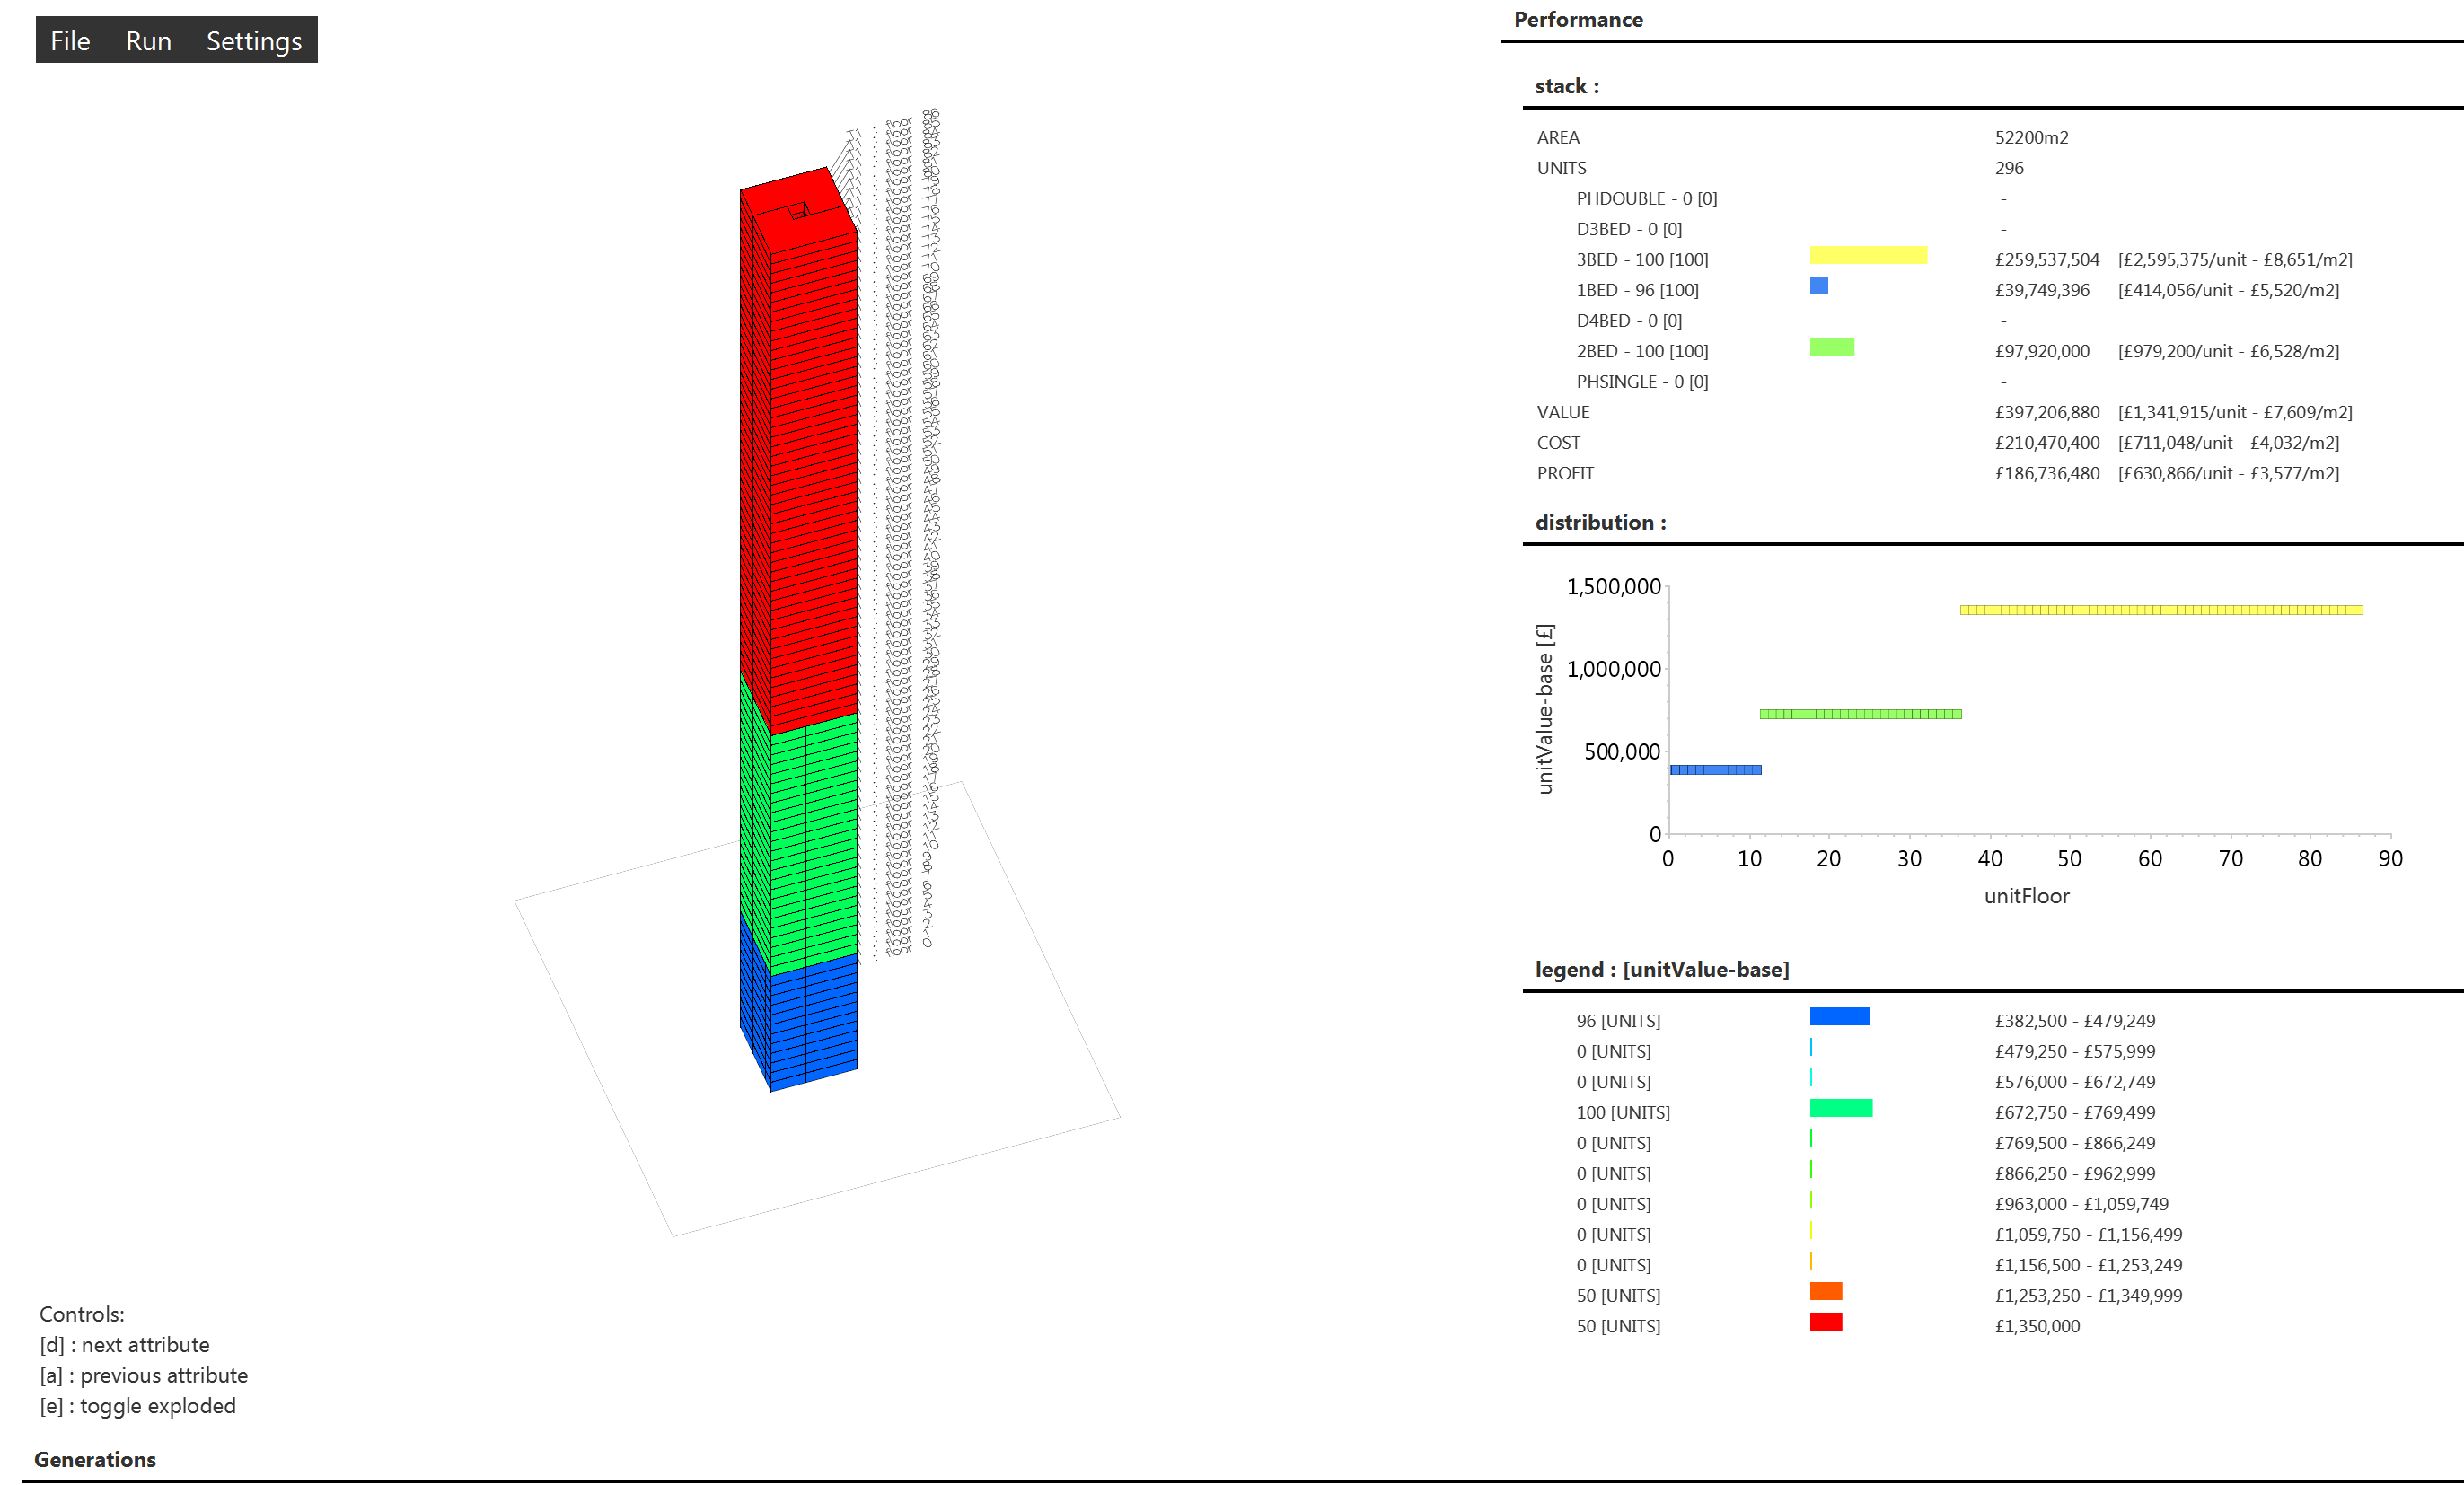 File Run Settings
Performance
stack :
AREA 52200m2
UNITS 296
PHDOUBLE - 0 [0] -
D3BED - 0 [0] -
3BED - 100 [100] £259,537,504 [£2,595,375/unit - £8,651/m2]
1BED - 96 [100] £39,749,396 [£414,056/unit - £5,520/m2]
D4BED - 0 [0] -
2BED - 100 [100] £97,920,000 [£979,200/unit - £6,528/m2]
PHSINGLE - 0 [0] -
VALUE £397,206,880 [£1,341,915/unit - £7,609/m2]
COST £210,470,400 [£711,048/unit - £4,032/m2]
PROFIT £186,736,480 [£630,866/unit - £3,577/m2]
distribution :
unitValue-base [£]
1,500,000
1,000,000
500,000
0
0 10 20 30 40 50 60 70 80 90
unitFloor
legend : [unitValue-base]
96 [UNITS] £382,500 - £479,249
0 [UNITS] £479,250 - £575,999
0 [UNITS] £576,000 - £672,749
100 [UNITS] £672,750 - £769,499
0 [UNITS] £769,500 - £866,249
0 [UNITS] £866,250 - £962,999
0 [UNITS] £963,000 - £1,059,749
0 [UNITS] £1,059,750 - £1,156,499
0 [UNITS] £1,156,500 - £1,253,249
50 [UNITS] £1,253,250 - £1,349,999
50 [UNITS] £1,350,000
Controls:
[d] : next attribute
[a] : previous attribute
[e] : toggle exploded
Generations